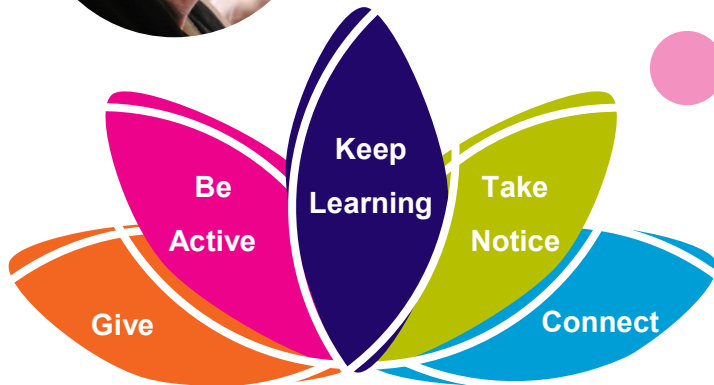 Give
Be
Active
Keep
Learning
Take
Notice
Connect